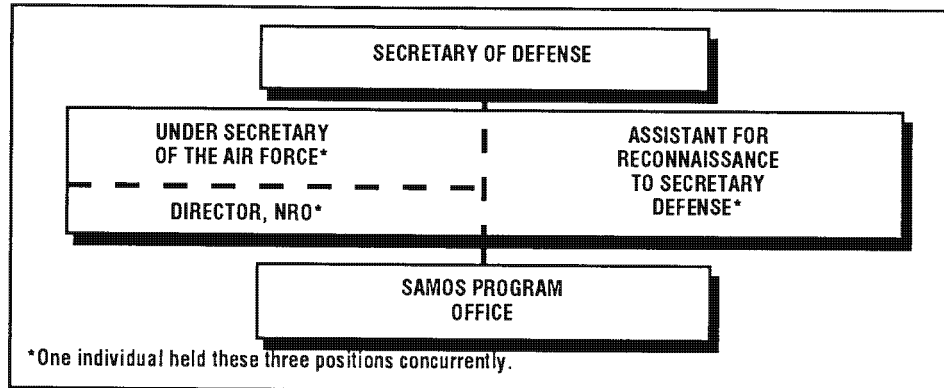 SECRETARY OF DEFENSE
UNDER SECRETARY
OF THE AIR FORCE*
DIRECTOR, NRO*
ASSISTANT FOR
RECONNAISSANCE
TO SECRETARY
DEFENSE*
SAMOS PROGRAM
OFFICE
*One individual held these three positions concurrently.